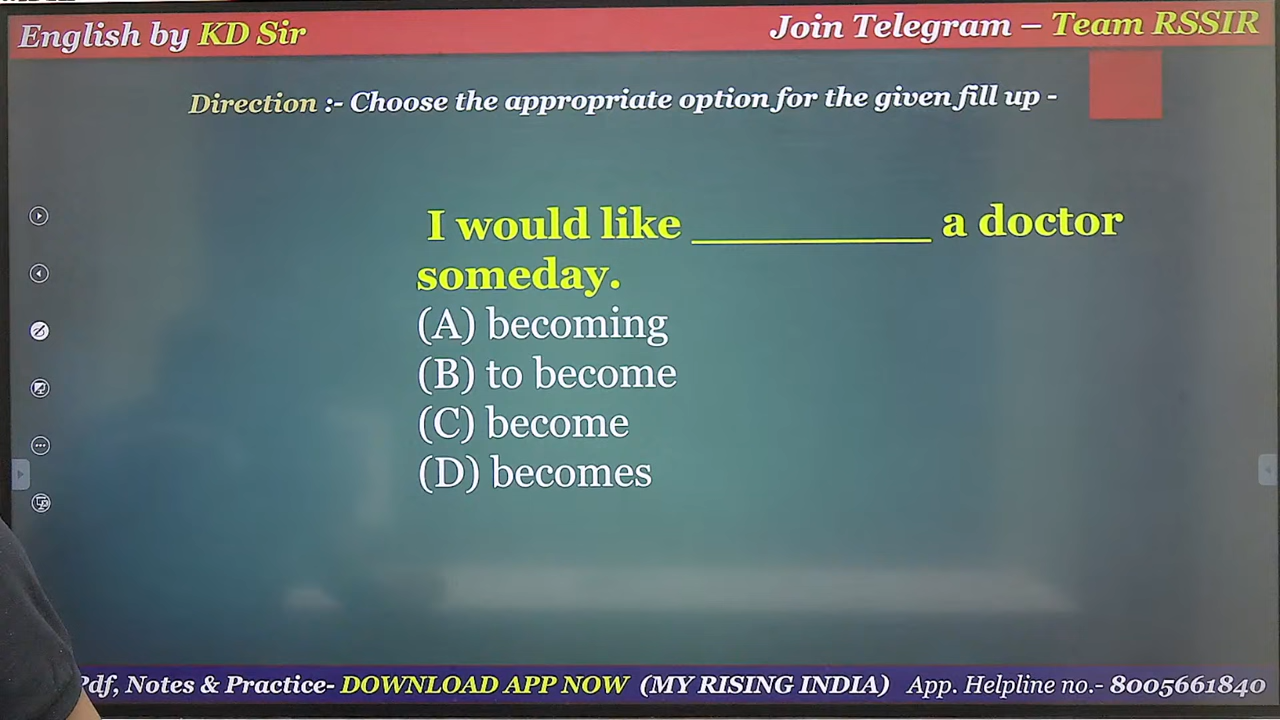 English by KD Sir
Join Telegram – Team RSSIR
Direction :- Choose the appropriate option for the given fill up -
I would like __________ a doctor
someday.
(A) becoming
(B) to become
(C) become
(D) becomes
Pdf, Notes & Practice- DOWNLOAD APP NOW (MY RISING INDIA) App. Helpline no.- 8005661840